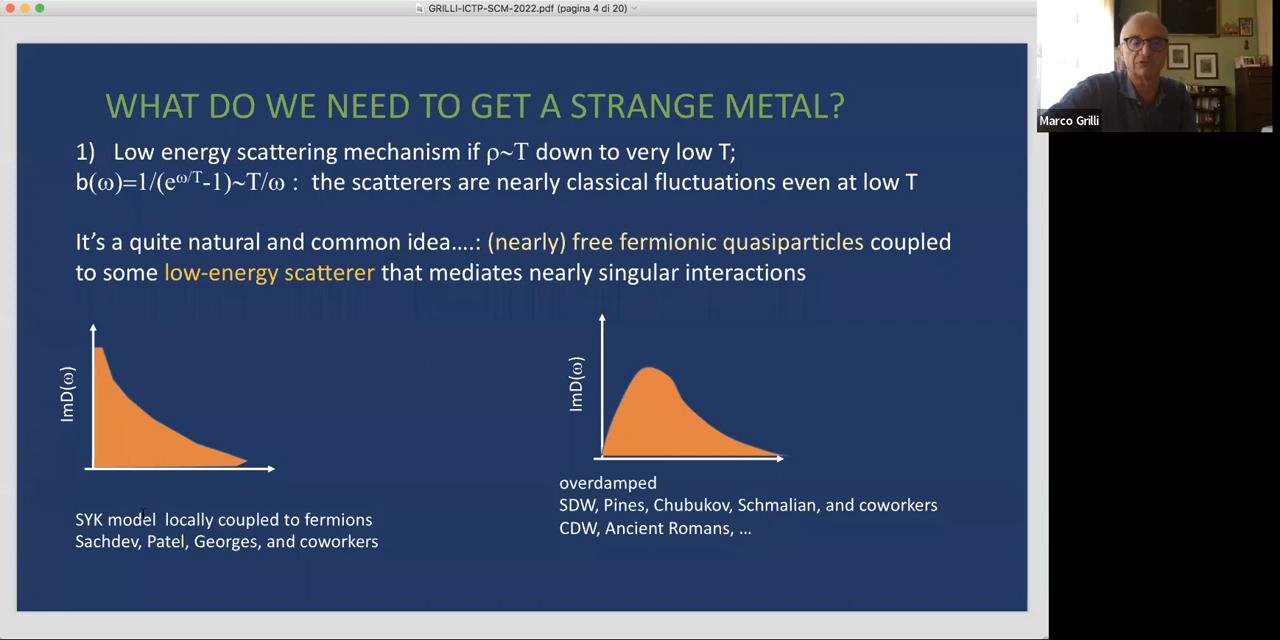 GRILLI-ICTP-SCM-2022.pdf (pagina 4 di 20)
Marco Grilli
WHAT DO WE NEED TO GET A STRANGE METAL?
1) Low energy scattering mechanism if ρ~T down to very low T;
b(ω)=1/(e^ω/T-1)~T/ω : the scatterers are nearly classical fluctuations even at low T
It's a quite natural and common idea....: (nearly) free fermionic quasiparticles coupled
to some low-energy scatterer that mediates nearly singular interactions
ImD(ω)
ImD(ω)
SYK model locally coupled to fermions
Sachdev, Patel, Georges, and coworkers
overdamped
SDW, Pines, Chubukov, Schmalian, and coworkers
CDW, Ancient Romans, ...